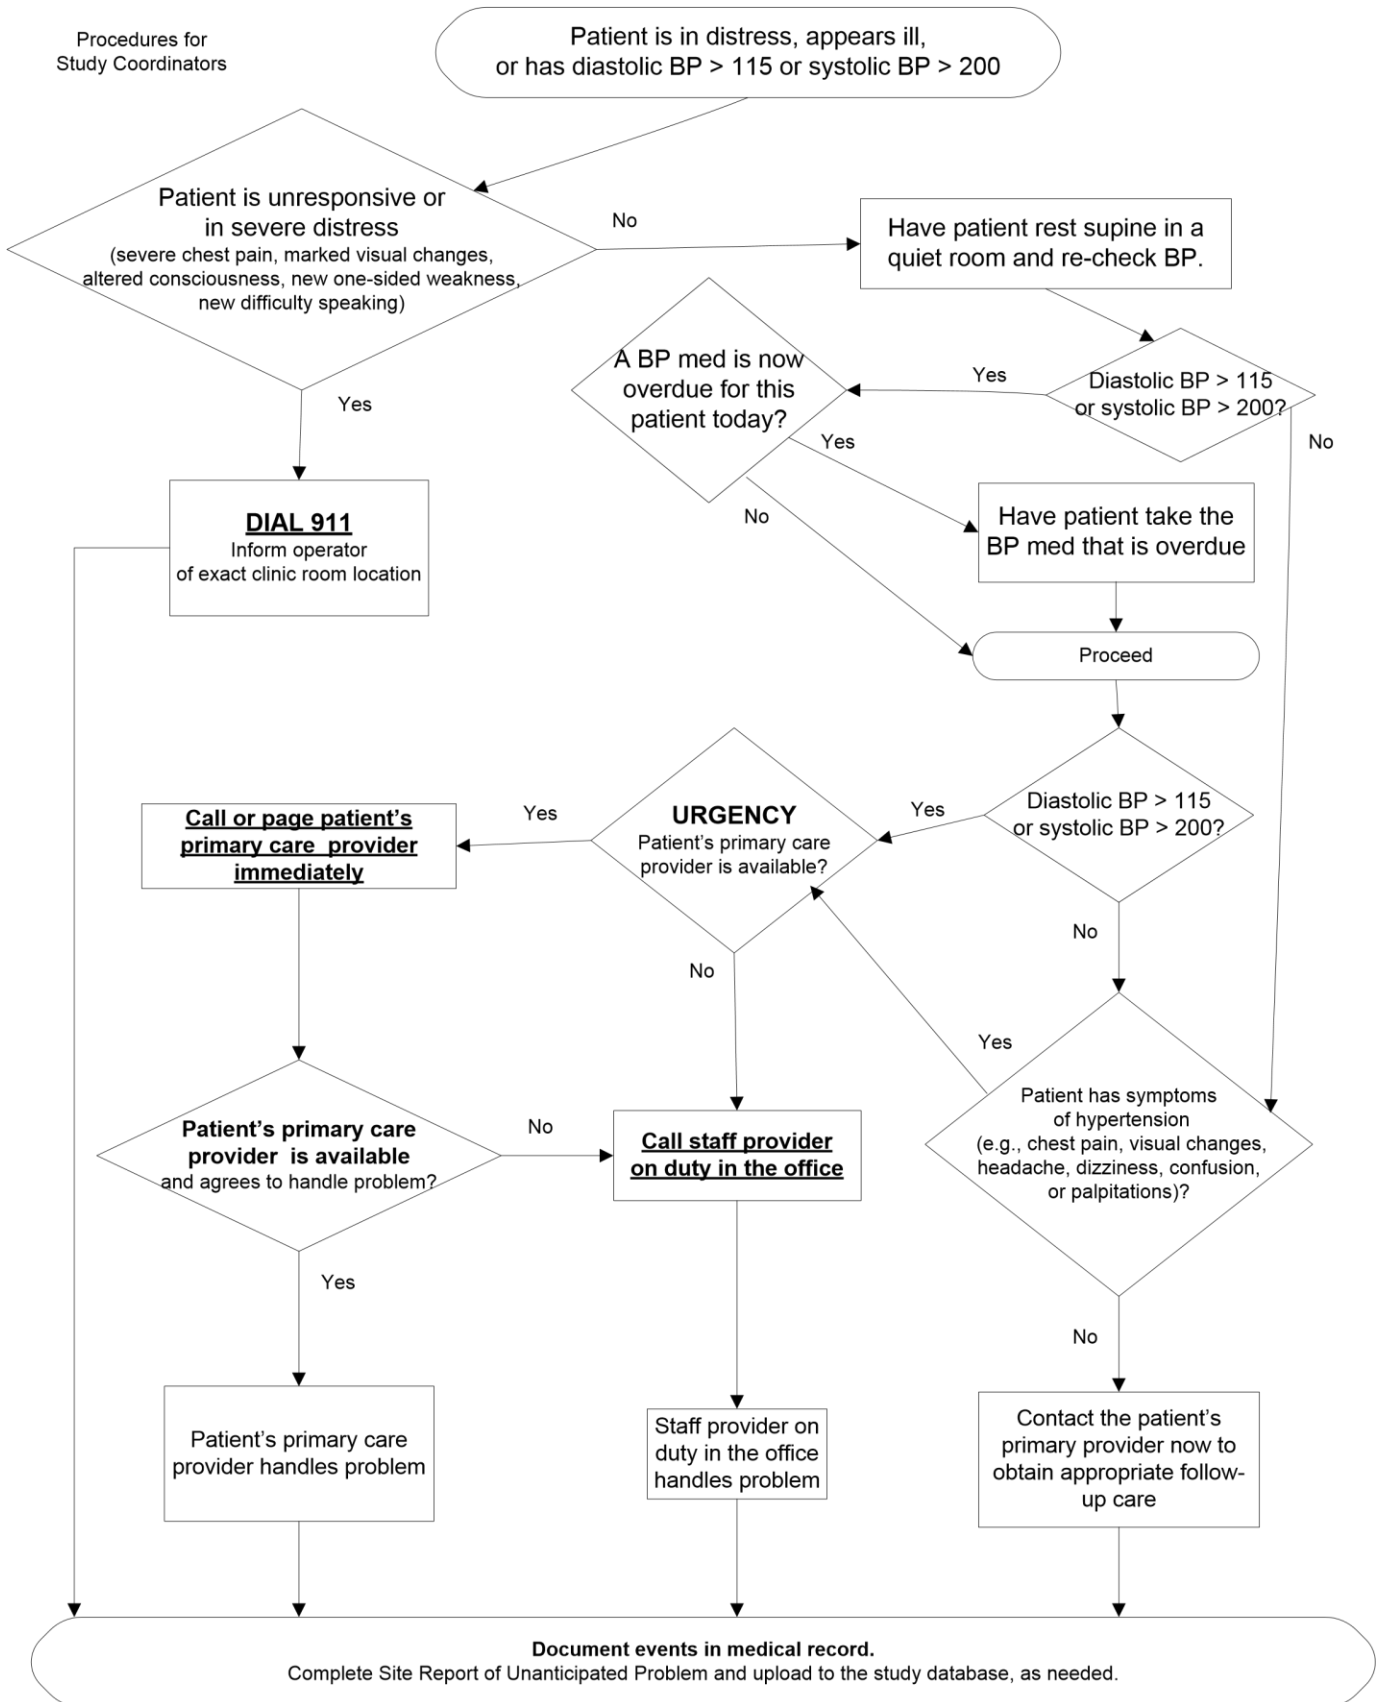 Procedures for
Study Coordinators
Patient is in distress, appears ill,
or has diastolic BP > 115 or systolic BP > 200
Patient is unresponsive or
in severe distress
(severe chest pain, marked visual changes,
altered consciousness, new one-sided weakness,
new difficulty speaking)
No
Have patient rest supine in a
quiet room and re-check BP.
Yes
A BP med is now
overdue for this
patient today?
Yes
Diastolic BP > 115
or systolic BP > 200?
No
Yes
No
DIAL 911
Inform operator
of exact clinic room location
Have patient take the
BP med that is overdue
Proceed
Diastolic BP > 115
or systolic BP > 200?
Yes
No
URGENCY
Patient's primary care
provider is available?
Yes
No
Call or page patient's
primary care provider
immediately
Yes
Patient has symptoms
of hypertension
(e.g., chest pain, visual changes,
headache, dizziness, confusion,
or palpitations)?
No
Patient's primary care
provider is available
and agrees to handle problem?
No
Yes
Call staff provider
on duty in the office
Patient's primary care
provider handles problem
Staff provider on
duty in the office
handles problem
Contact the patient's
primary provider now to
obtain appropriate follow-
up care
Document events in medical record.
Complete Site Report of Unanticipated Problem and upload to the study database, as needed.